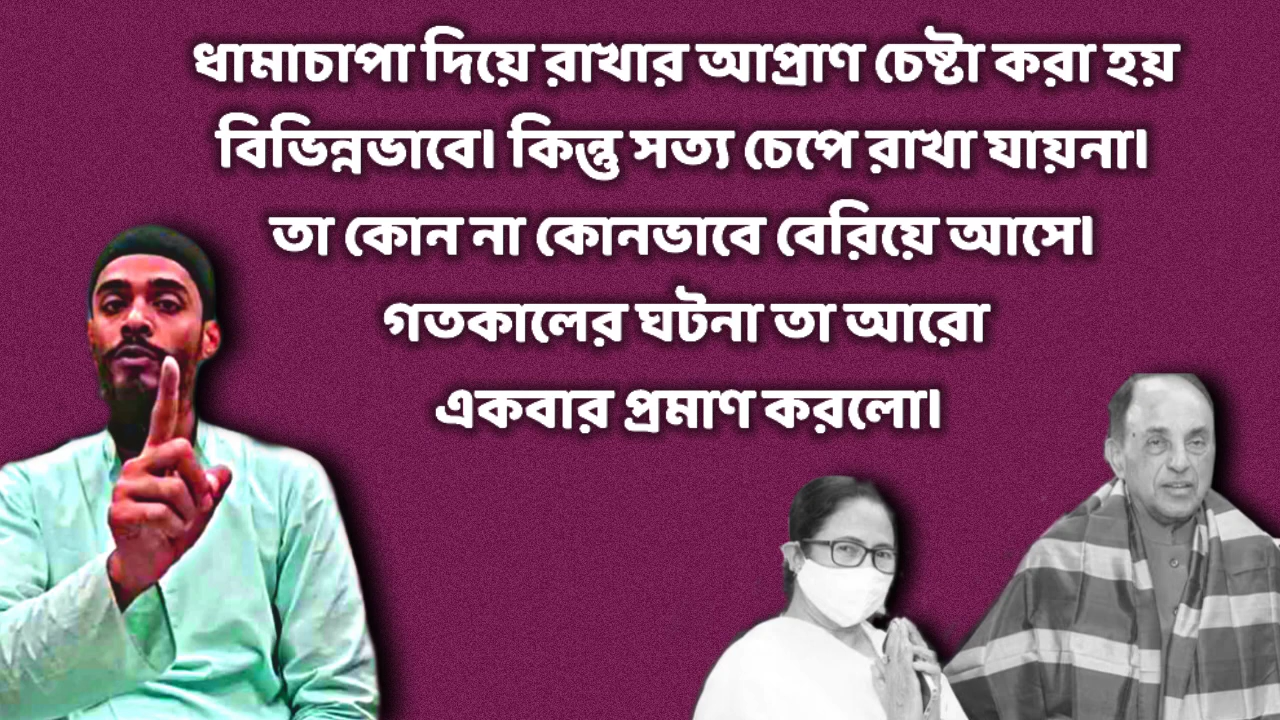 ধামাচাপা দিয়ে রাখার আপ্রাণ চেষ্টা করা হয়
বিভিন্নভাবে। কিন্তু সত্য চেপে রাখা যায়না।
তা কোন না কোনভাবে বেরিয়ে আসে।
গতকালের ঘটনা তা আরো
একবার প্রমাণ করলো।